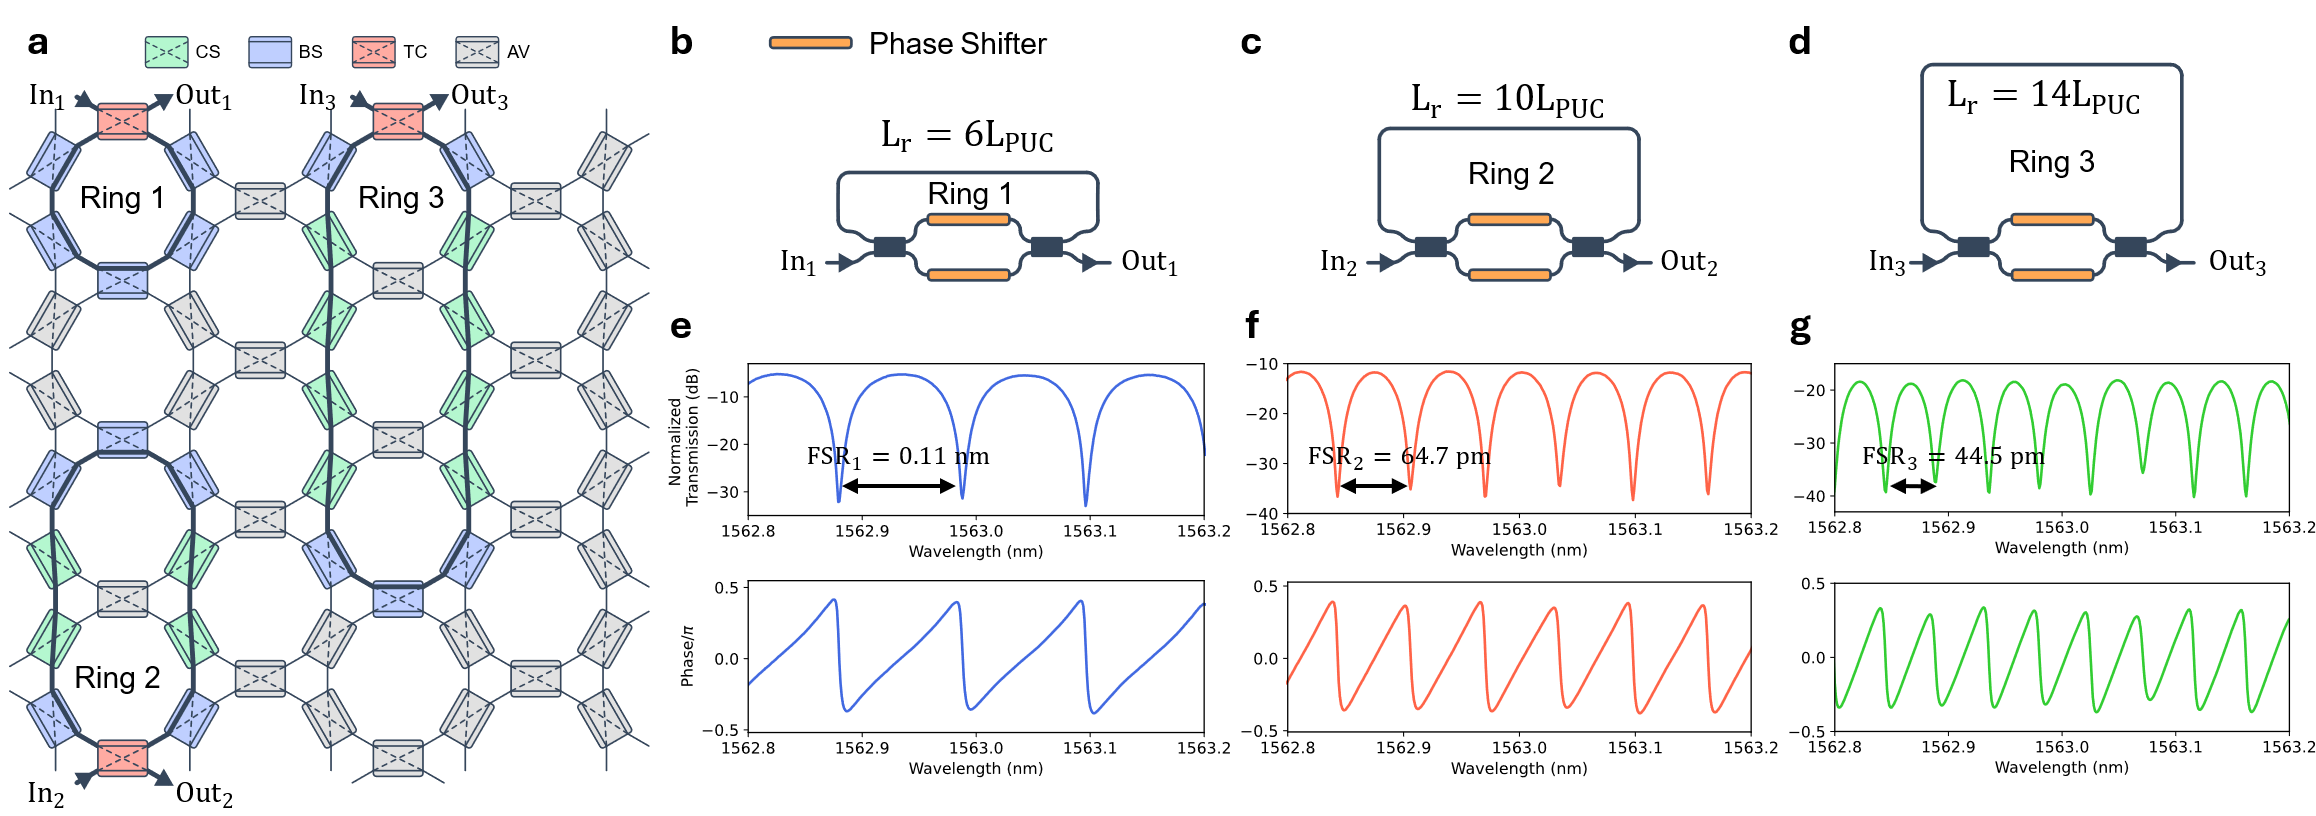 a
CS BS TC AV
In1 Out1 In3 Out3
Ring 1 Ring 3
Ring 2
In2 Out2
b
Phase Shifter
Lr = 6LPUC
Ring 1
In1 Out1
c
Lr = 10LPUC
Ring 2
In2 Out2
d
Lr = 14LPUC
Ring 3
In3 Out3
e
Normalized
Transmission (dB)
−10
−20
−30
FSR1 = 0.11 nm
1562.8 1562.9 1563.0 1563.1 1563.2
Wavelength (nm)
Phase/π
0.5
0.0
−0.5
1562.8 1562.9 1563.0 1563.1 1563.2
Wavelength (nm)
f
−10
−20
−30
−40
FSR2 = 64.7 pm
1562.8 1562.9 1563.0 1563.1 1563.2
Wavelength (nm)
0.5
0.0
−0.5
1562.8 1562.9 1563.0 1563.1 1563.2
Wavelength (nm)
g
−20
−30
−40
FSR3 = 44.5 pm
1562.8 1562.9 1563.0 1563.1 1563.2
Wavelength (nm)
0.5
0.0
−0.5
1562.8 1562.9 1563.0 1563.1 1563.2
Wavelength (nm)